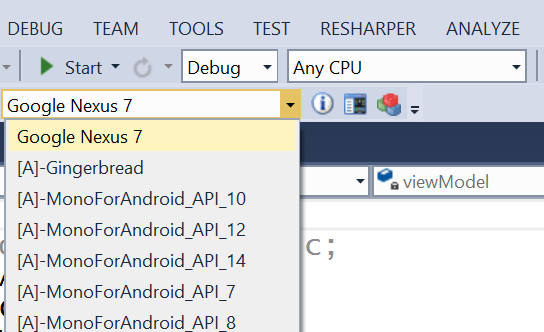 DEBUG TEAM TOOLS TEST RESHARPER ANALYZE
Start Debug Any CPU
Google Nexus 7
Google Nexus 7
[A]-Gingerbread
viewModel
[A]-MonoForAndroid_API_10
[A]-MonoForAndroid_API_12
c;
[A]-MonoForAndroid_API_14
[A]-MonoForAndroid_API_7
[A]-MonoForAndroid_API_8